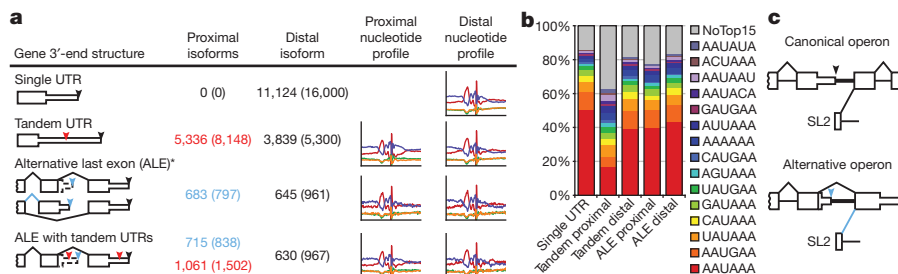 a
Gene 3′-end structure
Proximal isoforms
Distal isoform
Proximal nucleotide profile
Distal nucleotide profile
Single UTR
0 (0)
11,124 (16,000)
Tandem UTR
5,336 (8,148)
3,839 (5,300)
Alternative last exon (ALE)*
683 (797)
645 (961)
ALE with tandem UTRs
715 (838)
1,061 (1,502)
630 (967)
b
100%
80%
60%
40%
20%
0%
Single UTR
Tandem proximal
Tandem distal
ALE proximal
ALE distal
NoTop15
AAUAUA
ACUAAA
AAUAAU
AAUACA
GAUGAA
AUUAAA
AAAAAA
CAUGAA
AGUAAA
UAUGAA
GAUAAA
CAUAAA
UAUAAA
AAUGAA
AAUAAA
c
Canonical operon
SL2
Alternative operon
SL2